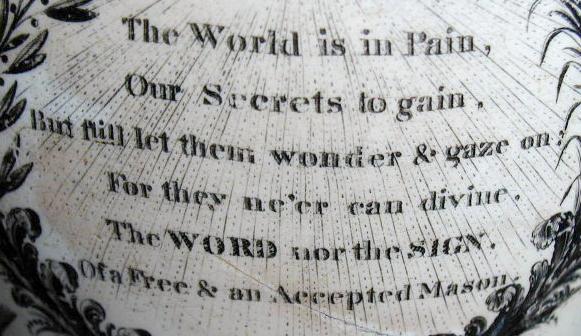 The World is in Pain,
Our Secrets to gain,
But ſtill let them wonder & gaze on;
For they ne'er can divine.
The WORD nor the SIGN.
Of a Free & an Accepted Mason.